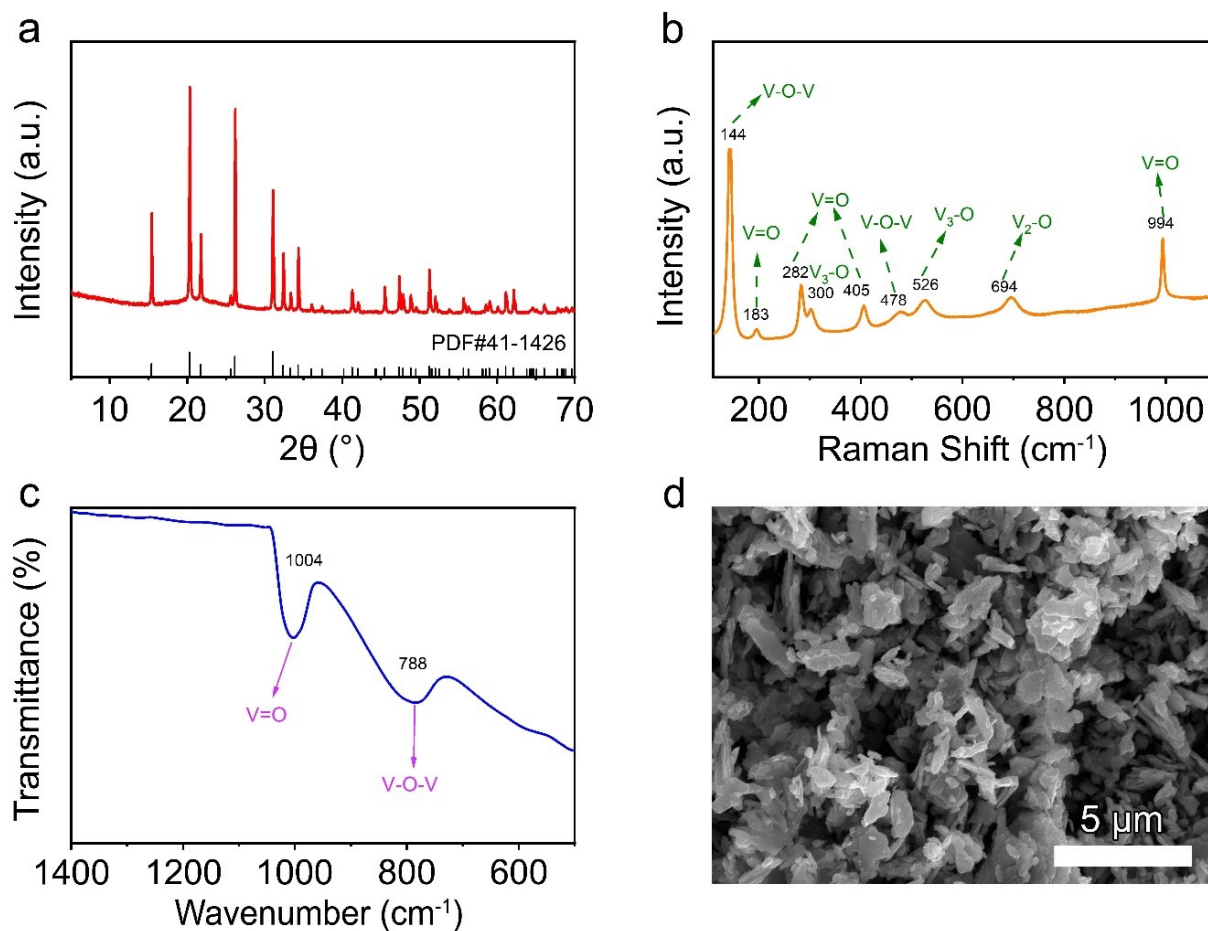 a
Intensity (a.u.)
PDF#41-1426
10 20 30 40 50 60 70
2θ (°)
b
Intensity (a.u.)
V-O-V
144
V=O
183
V=O
282
V₃-O
300
405
V-O-V
478
V₃-O
526
V₂-O
694
V=O
994
200 400 600 800 1000
Raman Shift (cm⁻¹)
c
Transmittance (%)
1004
V=O
788
V-O-V
1400 1200 1000 800 600
Wavenumber (cm⁻¹)
d
5 μm